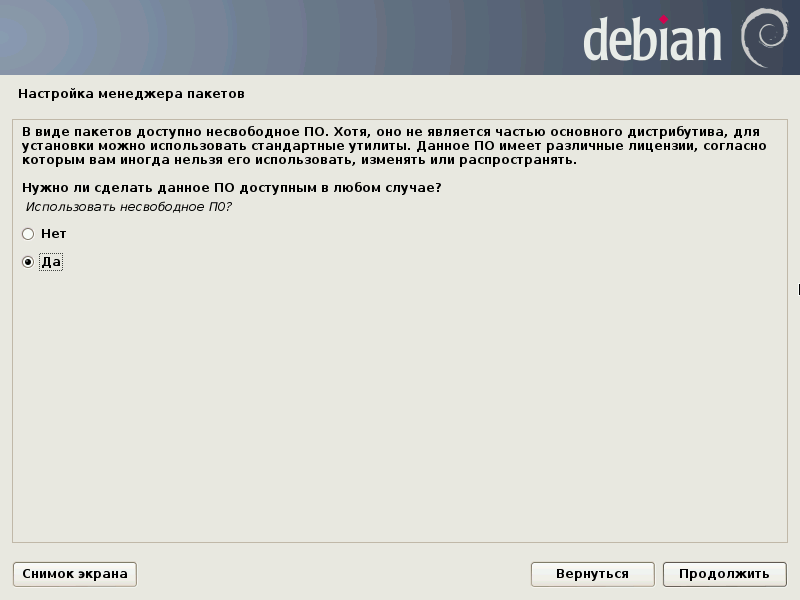 debian
Настройка менеджера пакетов
В виде пакетов доступно несвободное ПО. Хотя, оно не является частью основного дистрибутива, для
установки можно использовать стандартные утилиты. Данное ПО имеет различные лицензии, согласно
которым вам иногда нельзя его использовать, изменять или распространять.
Нужно ли сделать данное ПО доступным в любом случае?
Использовать несвободное ПО?
Нет
Да
Снимок экрана
Вернуться
Продолжить